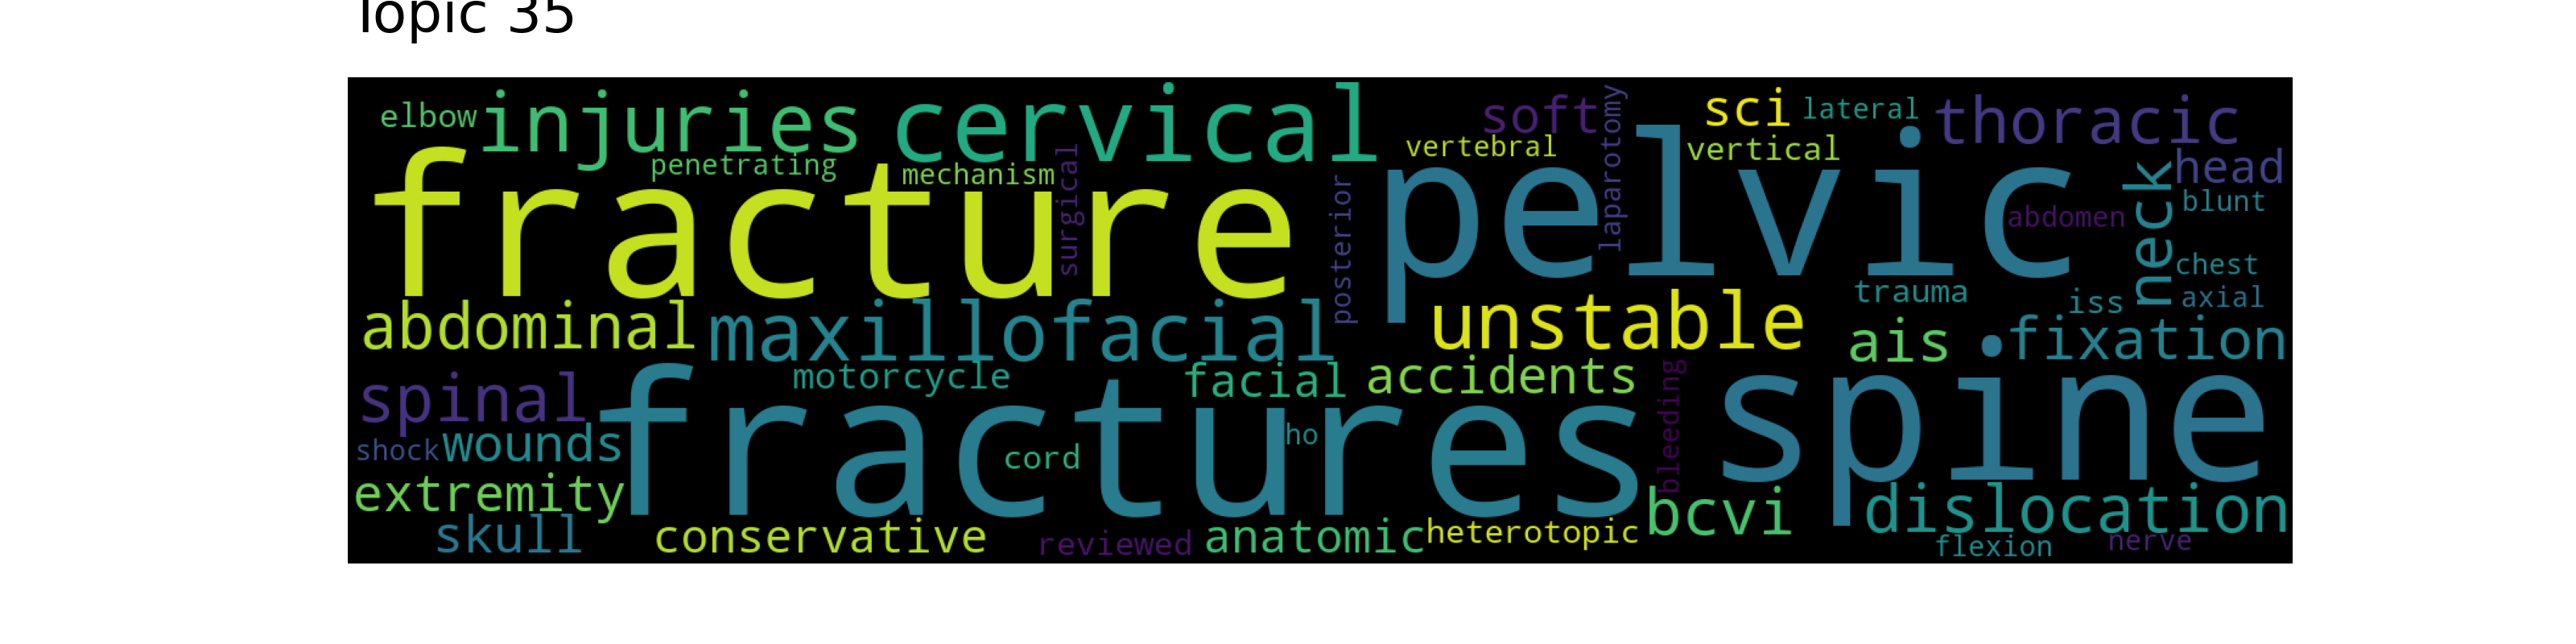 Topic 35
elbow injuries cervical soft sci lateral thoracic
penetrating mechanism vertebral vertical head
fracture surgical posterior pelvic laparotomy abdomen neck blunt
chest
abdominal maxillofacial unstable trauma iss axial
ais fixation
spinal motorcycle facial accidents
shock wounds fractures cord ho bleeding spine
extremity bcvi dislocation
skull conservative reviewed anatomic heterotopic flexion nerve